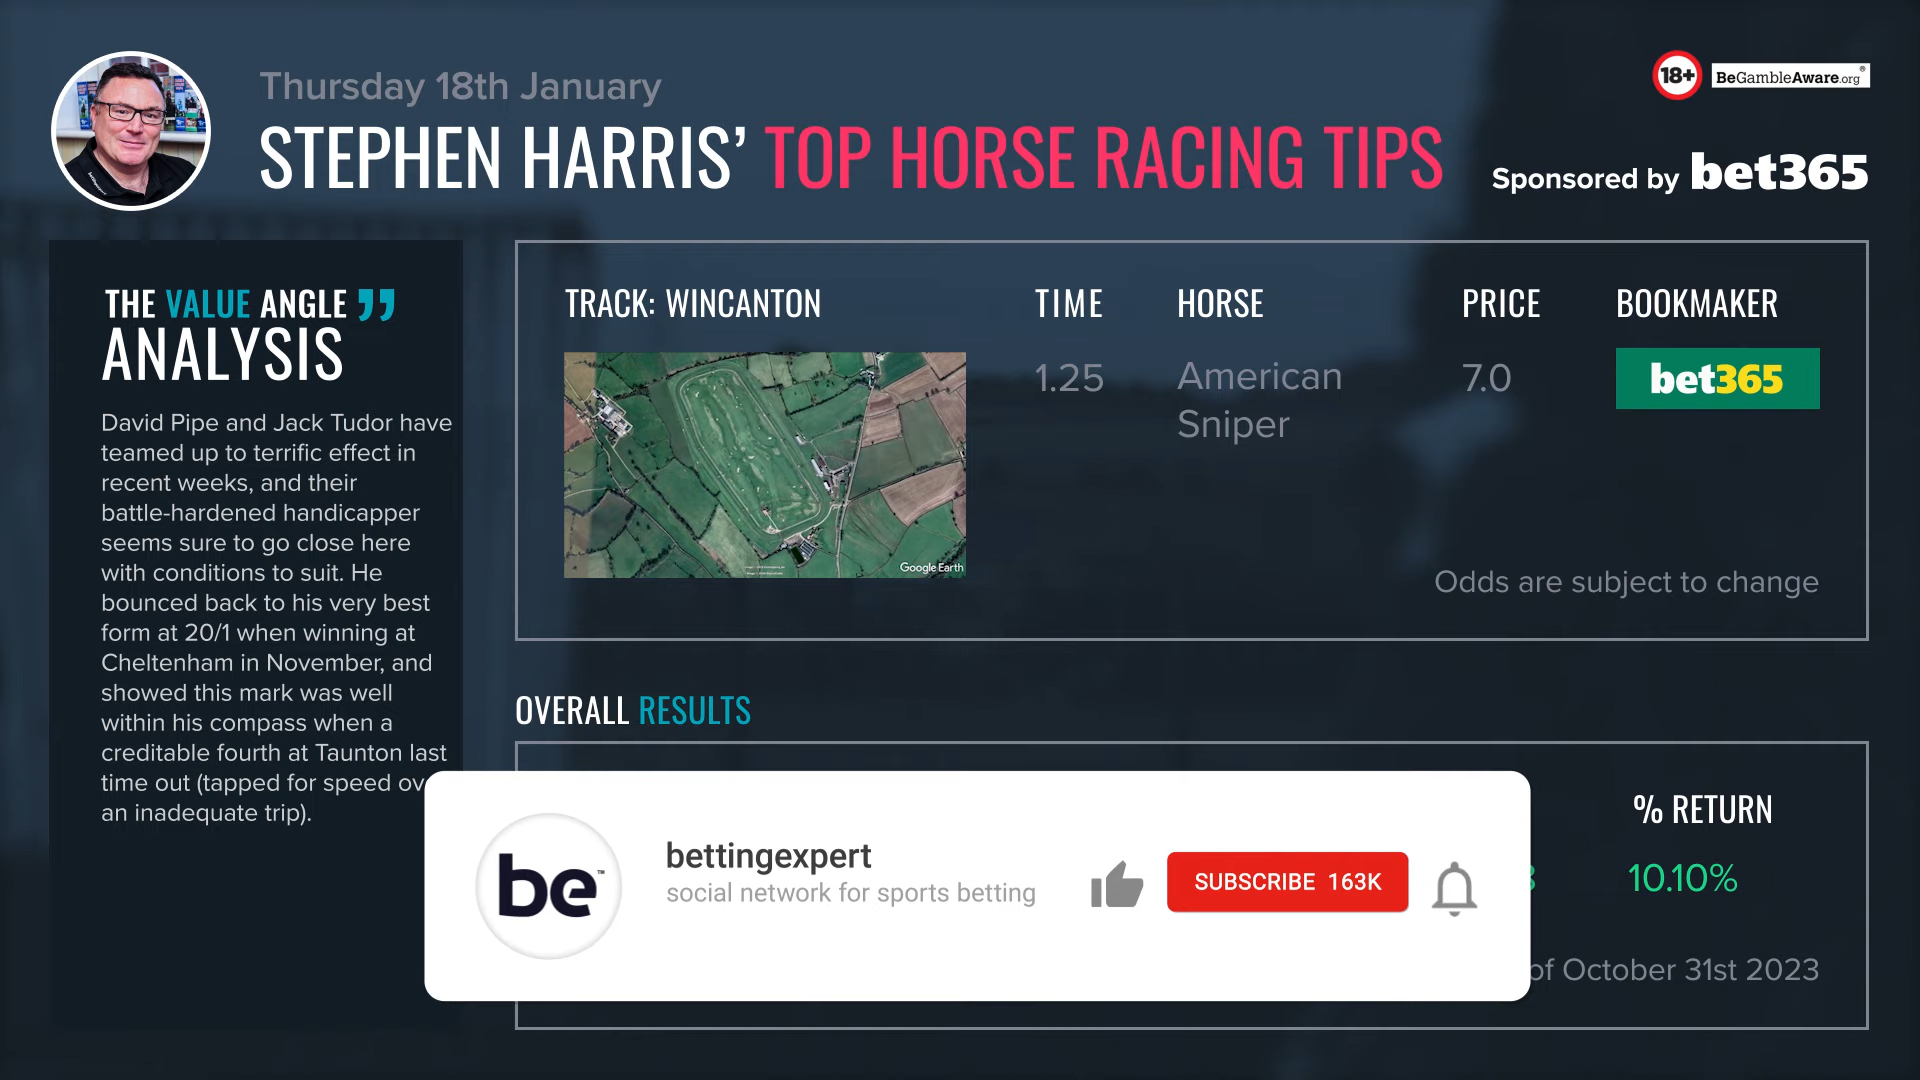 Thursday 18th January
STEPHEN HARRIS’ TOP HORSE RACING TIPS
18+
BeGambleAware.org®
Sponsored by bet365
THE VALUE ANGLE ”
ANALYSIS
David Pipe and Jack Tudor have
teamed up to terrific effect in
recent weeks, and their
battle-hardened handicapper
seems sure to go close here
with conditions to suit. He
bounced back to his very best
form at 20/1 when winning at
Cheltenham in November, and
showed this mark was well
within his compass when a
creditable fourth at Taunton last
time out (tapped for speed ov
an inadequate trip).
TRACK: WINCANTON
TIME
HORSE
PRICE
BOOKMAKER
1.25
American
Sniper
7.0
bet365
Google Earth
Odds are subject to change
OVERALL RESULTS
% RETURN
10.10%
of October 31st 2023
be™
bettingexpert
social network for sports betting
SUBSCRIBE 163K